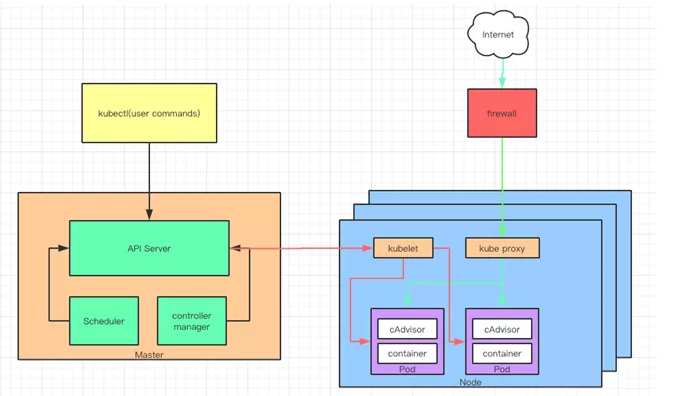 Internet
kubectl(user commands)
firewall
API Server
kubelet
kube proxy
Scheduler
controller
manager
cAdvisor
cAdvisor
container
container
Master
Pod
Pod
Node